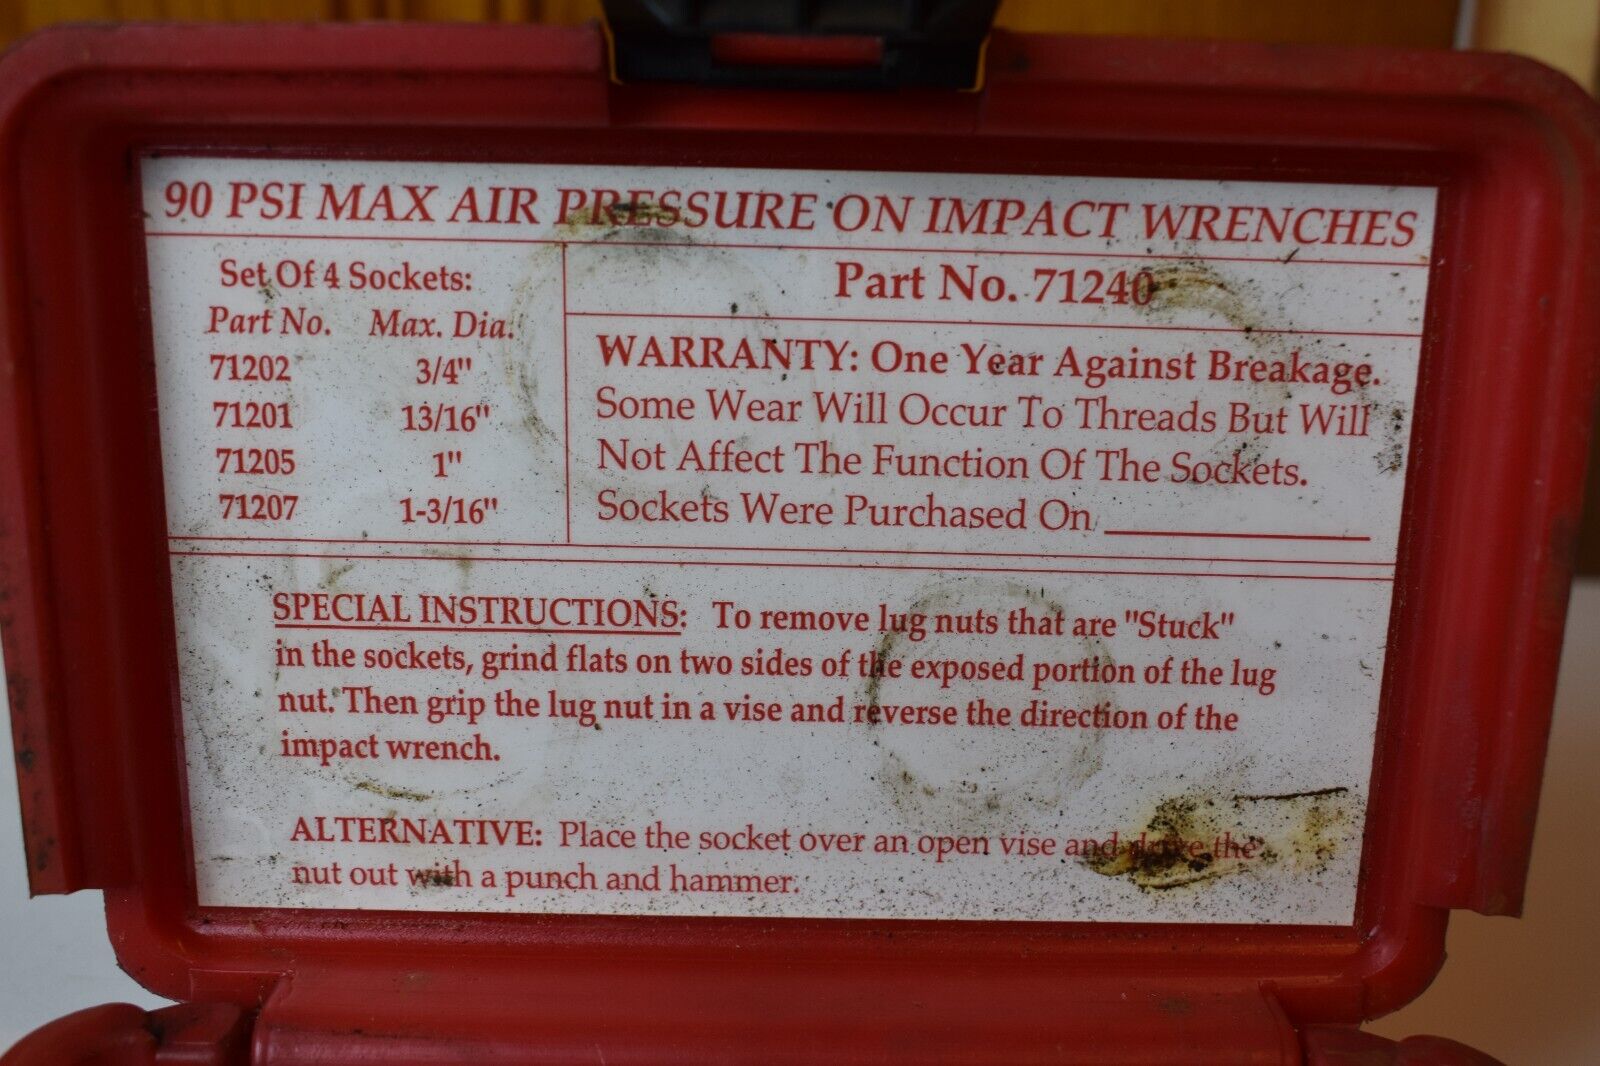 90 PSI MAX AIR PRESSURE ON IMPACT WRENCHES
Set Of 4 Sockets:
Part No. Max. Dia.
71202 3/4"
71201 13/16"
71205 1"
71207 1-3/16"
Part No. 71240
WARRANTY: One Year Against Breakage.
Some Wear Will Occur To Threads But Will
Not Affect The Function Of The Sockets.
Sockets Were Purchased On
SPECIAL INSTRUCTIONS: To remove lug nuts that are "Stuck"
in the sockets, grind flats on two sides of the exposed portion of the lug
nut. Then grip the lug nut in a vise and reverse the direction of the
impact wrench.
ALTERNATIVE: Place the socket over an open vise and drive the
nut out with a punch and hammer.